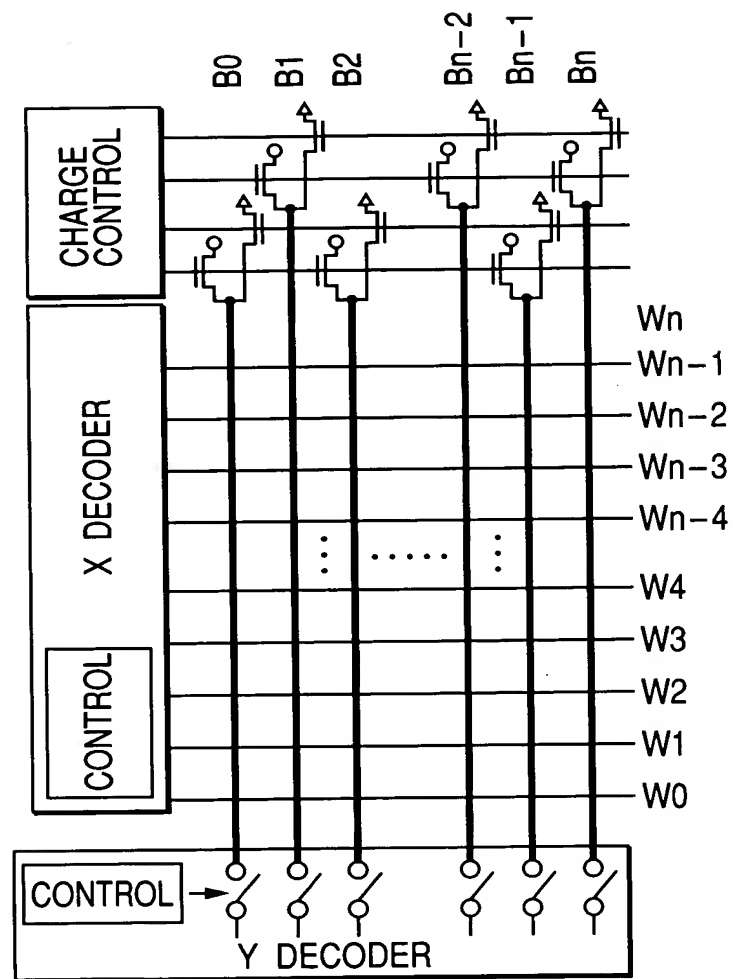 B0
B1
B2
Bn-2
Bn-1
Bn
CHARGE
CONTROL
X DECODER
CONTROL
Wn
Wn-1
Wn-2
Wn-3
Wn-4
W4
W3
W2
W1
W0
CONTROL
Y DECODER